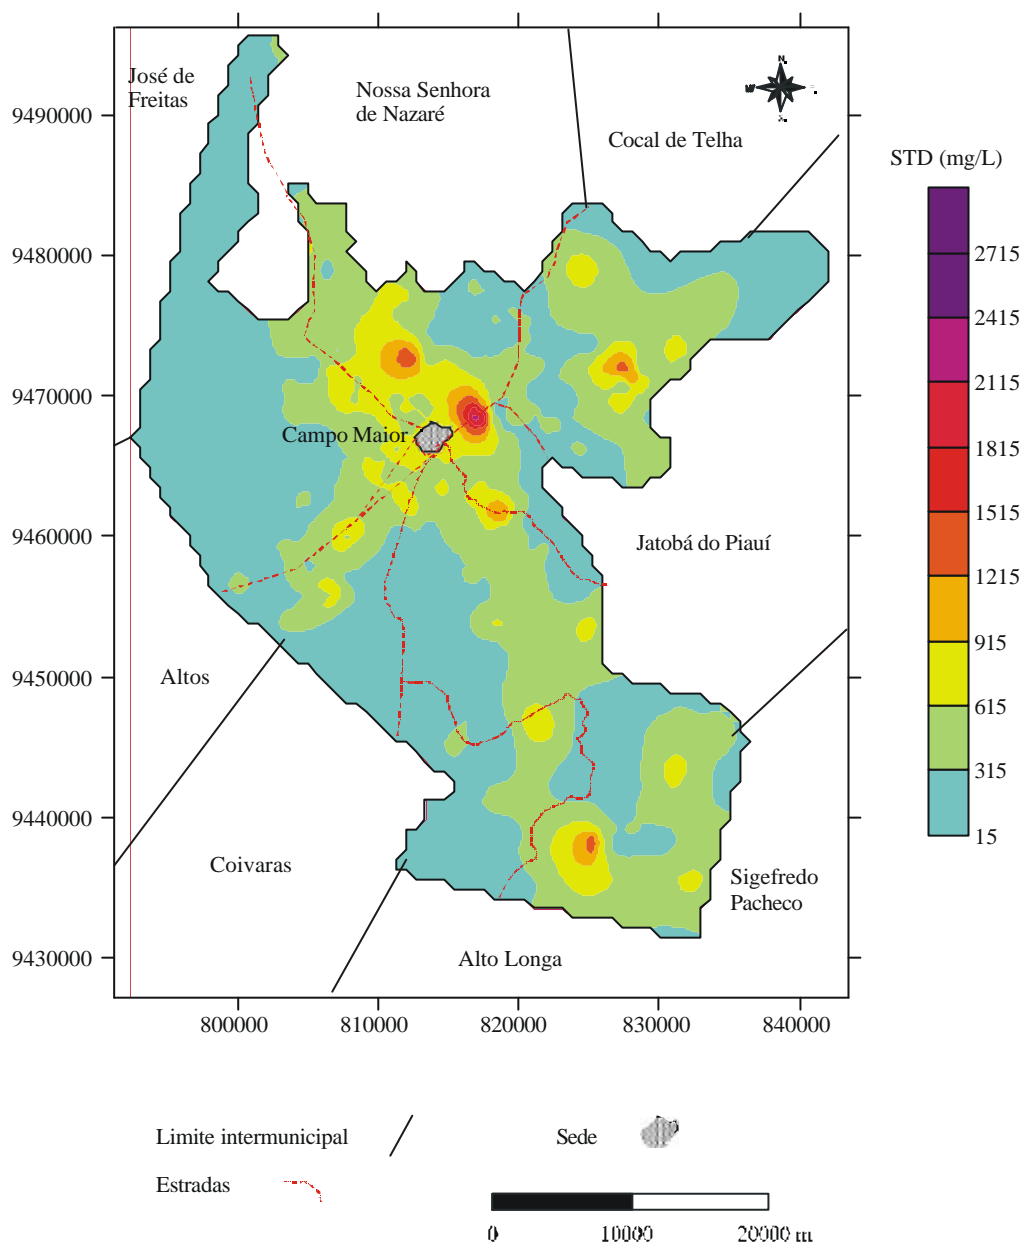 José de
Freitas
Nossa Senhora
de Nazaré
Cocal de Telha
N
STD (mg/L)
9490000
9480000
9470000
9460000
9450000
9440000
9430000
2715
2415
2115
1815
1515
1215
915
615
315
15
Campo Maior
Jatobá do Piauí
Altos
Coivaras
Sigefredo
Pacheco
Alto Longa
800000
810000
820000
830000
840000
Limite intermunicipal
Sede
Estradas
0
10000
20000 m